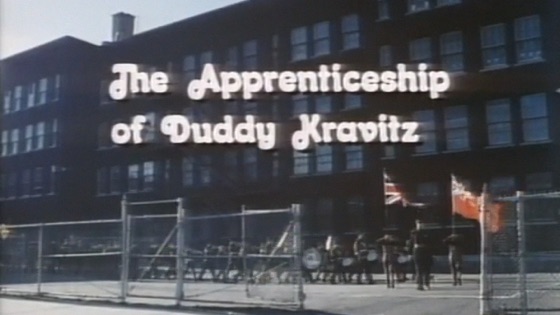 The Apprenticeship
of Duddy Kravitz